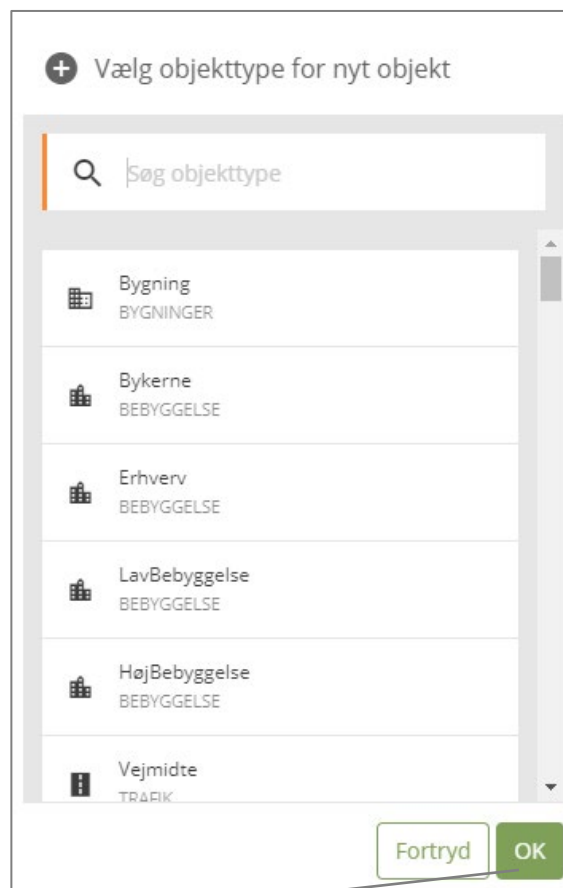 Vælg objekttype for nyt objekt
Søg objekttype
Bygning
BYGNINGER
Bykerne
BEBYGGELSE
Erhverv
BEBYGGELSE
LavBebyggelse
BEBYGGELSE
HøjBebyggelse
BEBYGGELSE
Vejmidte
TRAFIK
Fortryd OK